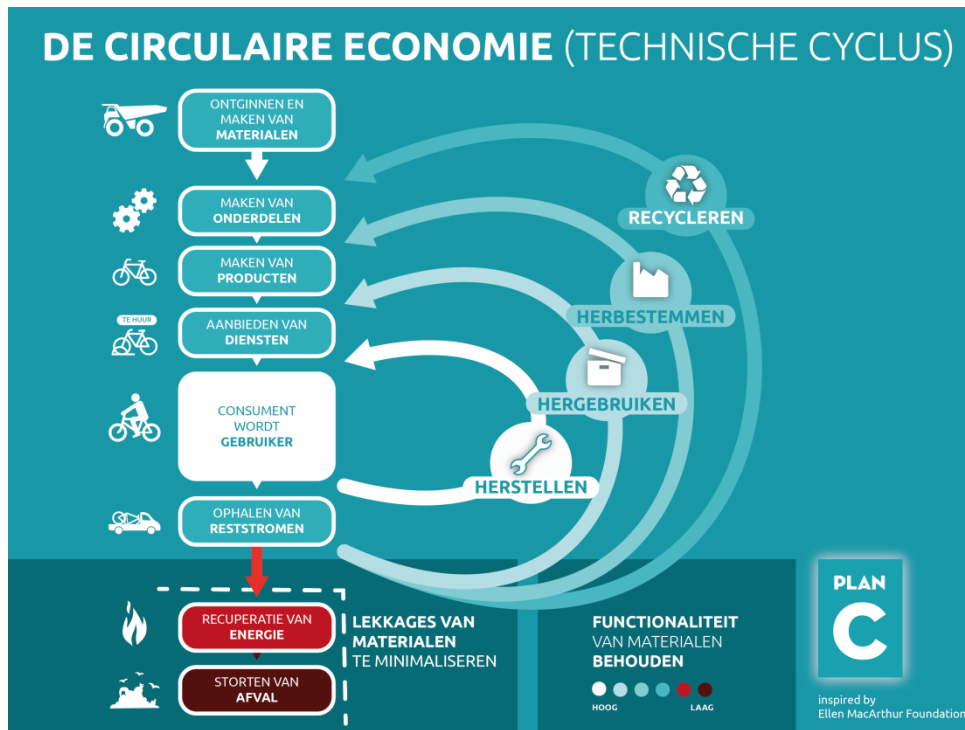 DE CIRCULAIRE ECONOMIE (TECHNISCHE CYCLUS)
ONTGINNEN EN
MAKEN VAN
MATERIALEN
MAKEN VAN
ONDERDELEN
MAKEN VAN
PRODUCTEN
TE HUUR
AANBIEDEN VAN
DIENSTEN
CONSUMENT
WORDT
GEBRUIKER
OPHALEN VAN
RESTSTROMEN
RECYCLEREN
HERBESTEMMEN
HERGEBRUIKEN
HERSTELLEN
RECUPERATIE VAN
ENERGIE
STORTEN VAN
AFVAL
LEKKAGES VAN
MATERIALEN
TE MINIMALISEREN
FUNCTIONALITEIT
VAN MATERIALEN
BEHOUDEN
HOOG LAAG
PLAN
C
inspired by
Ellen MacArthur Foundation